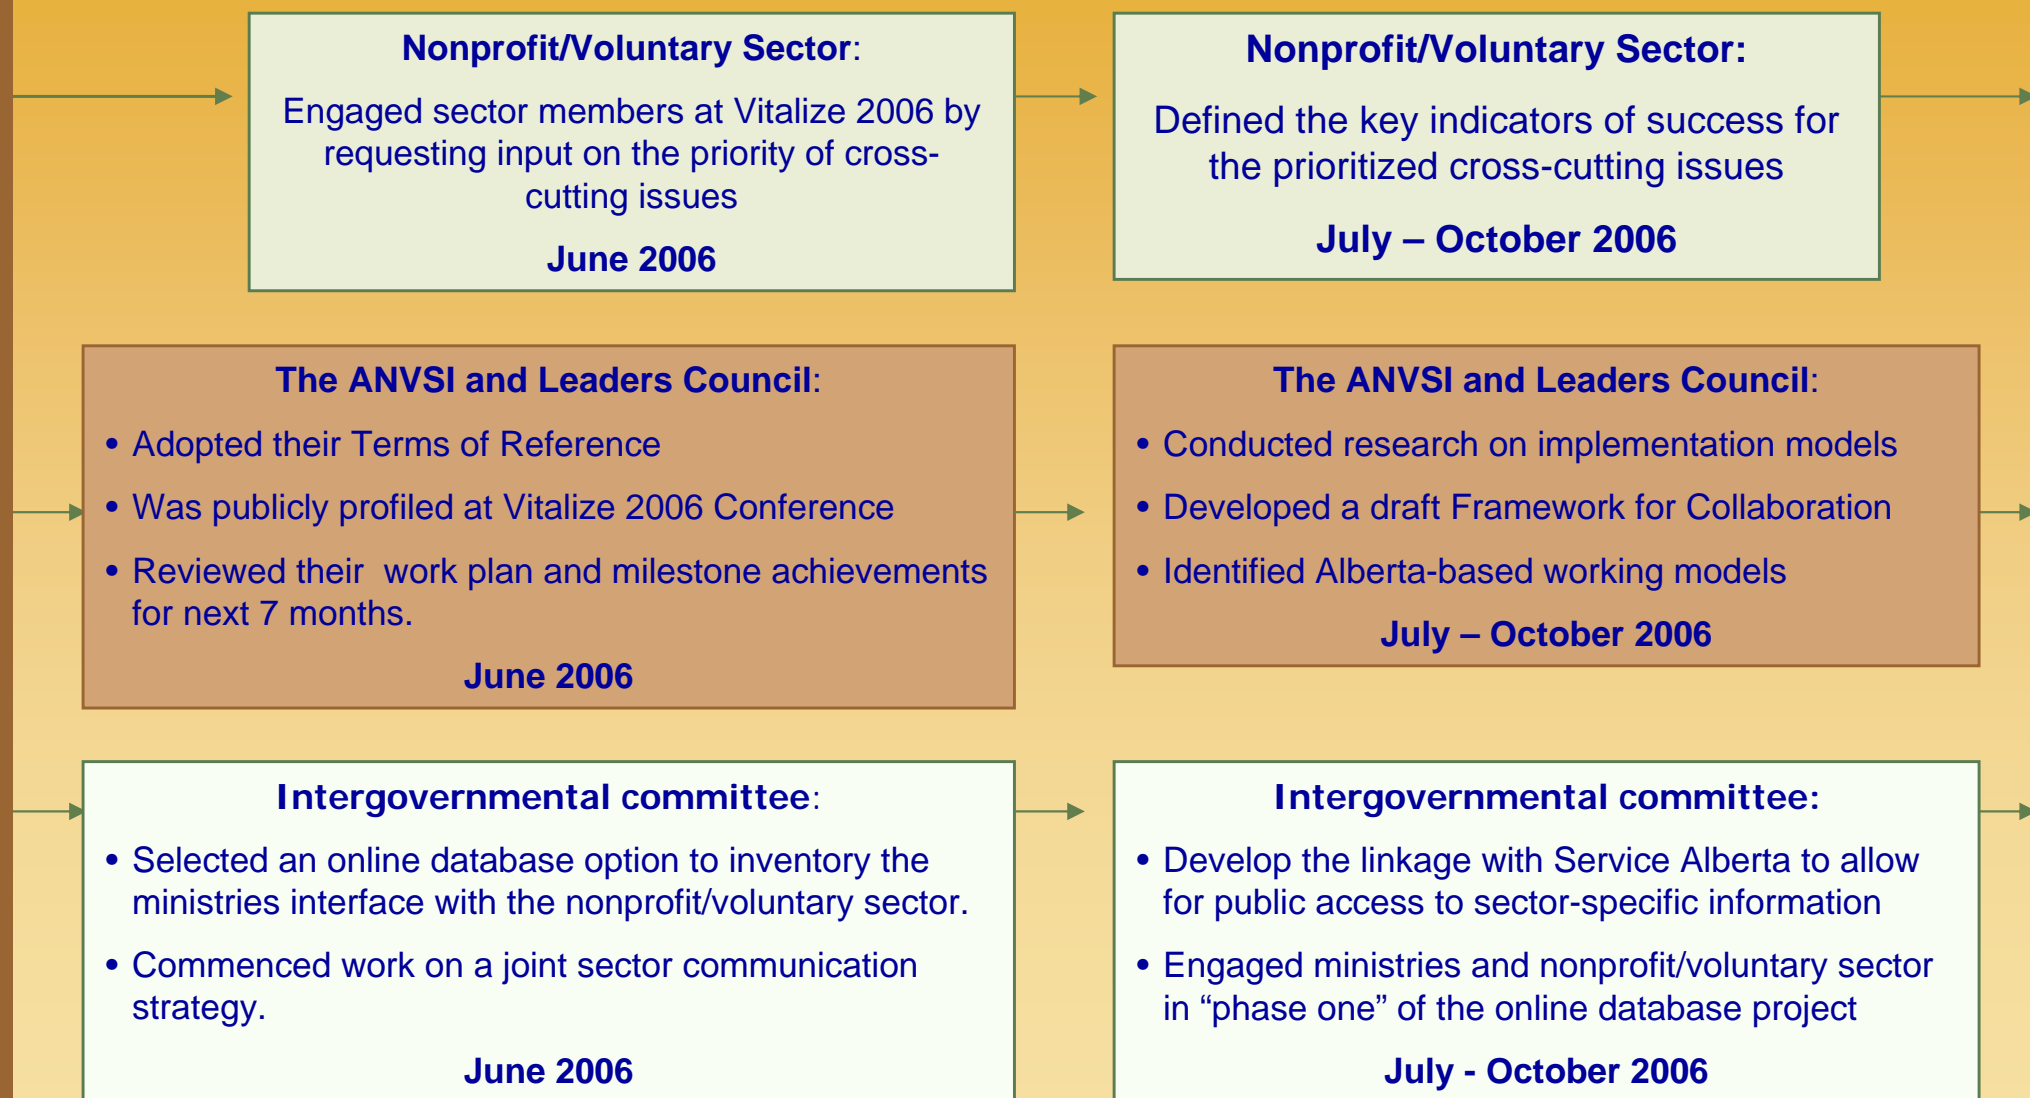 Nonprofit/Voluntary Sector:
Engaged sector members at Vitalize 2006 by
requesting input on the priority of cross-
cutting issues
June 2006
Nonprofit/Voluntary Sector:
Defined the key indicators of success for
the prioritized cross-cutting issues
July – October 2006
The ANVSI and Leaders Council:
• Adopted their Terms of Reference
• Was publicly profiled at Vitalize 2006 Conference
• Reviewed their  work plan and milestone achievements
for next 7 months.
June 2006
The ANVSI and Leaders Council:
• Conducted research on implementation models
• Developed a draft Framework for Collaboration
• Identified Alberta-based working models
July – October 2006
Intergovernmental committee:
• Selected an online database option to inventory the
ministries interface with the nonprofit/voluntary sector.
• Commenced work on a joint sector communication
strategy.
June 2006
Intergovernmental committee:
• Develop the linkage with Service Alberta to allow
for public access to sector-specific information
• Engaged ministries and nonprofit/voluntary sector
in “phase one” of the online database project
July - October 2006